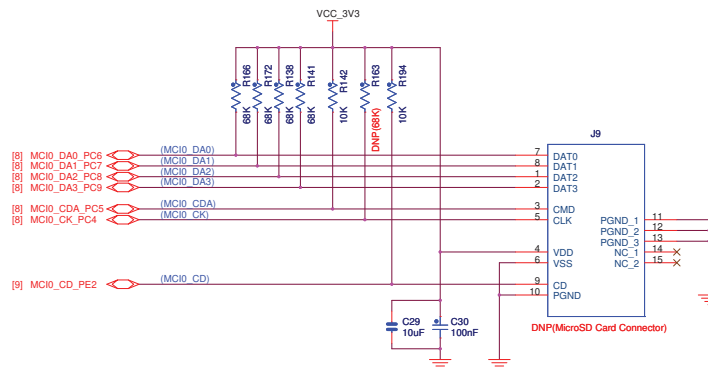 VCC_3V3
R166
R172
R138
R141
R142
R163
R194
68K
68K
68K
68K
10K
DNP(68K)
10K
J9
[8] MCI0_DA0_PC6 (MCI0_DA0) 7 DAT0
[8] MCI0_DA1_PC7 (MCI0_DA1) 8 DAT1
[8] MCI0_DA2_PC8 (MCI0_DA2) 1 DAT2
[8] MCI0_DA3_PC9 (MCI0_DA3) 2 DAT3
[8] MCI0_CDA_PC5 (MCI0_CDA) 3 CMD
[8] MCI0_CK_PC4 (MCI0_CK) 5 CLK
PGND_1 11
PGND_2 12
PGND_3 13
4 VDD NC_1 14
6 VSS NC_2 15
[9] MCI0_CD_PE2 (MCI0_CD) 9 CD
10 PGND
C29
10uF
C30
100nF
DNP(MicroSD Card Connector)